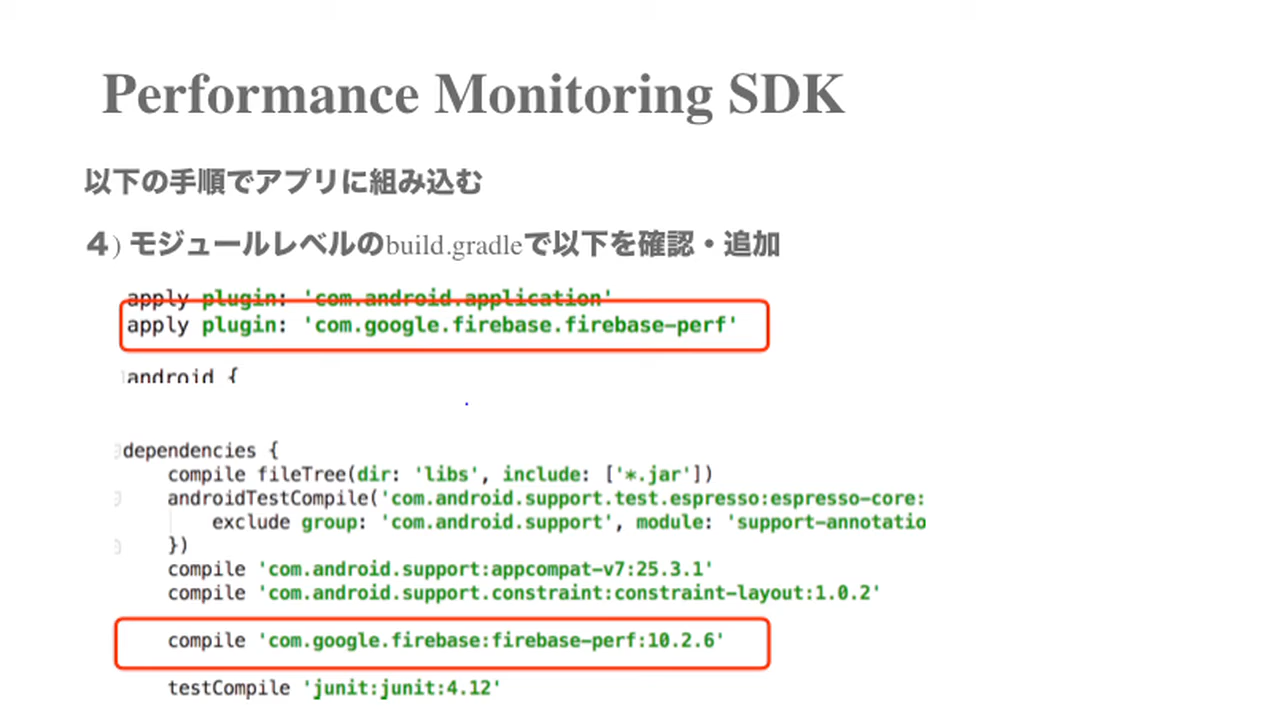 Performance Monitoring SDK
以下の手順でアプリに組み込む
４) モジュールレベルのbuild.gradleで以下を確認・追加
apply plugin: 'com.android.application'
apply plugin: 'com.google.firebase.firebase-perf'
android {
dependencies {
compile fileTree(dir: 'libs', include: ['*.jar'])
androidTestCompile('com.android.support.test.espresso:espresso-core:
exclude group: 'com.android.support', module: 'support-annotatio
})
compile 'com.android.support:appcompat-v7:25.3.1'
compile 'com.android.support.constraint:constraint-layout:1.0.2'
compile 'com.google.firebase:firebase-perf:10.2.6'
testCompile 'junit:junit:4.12'